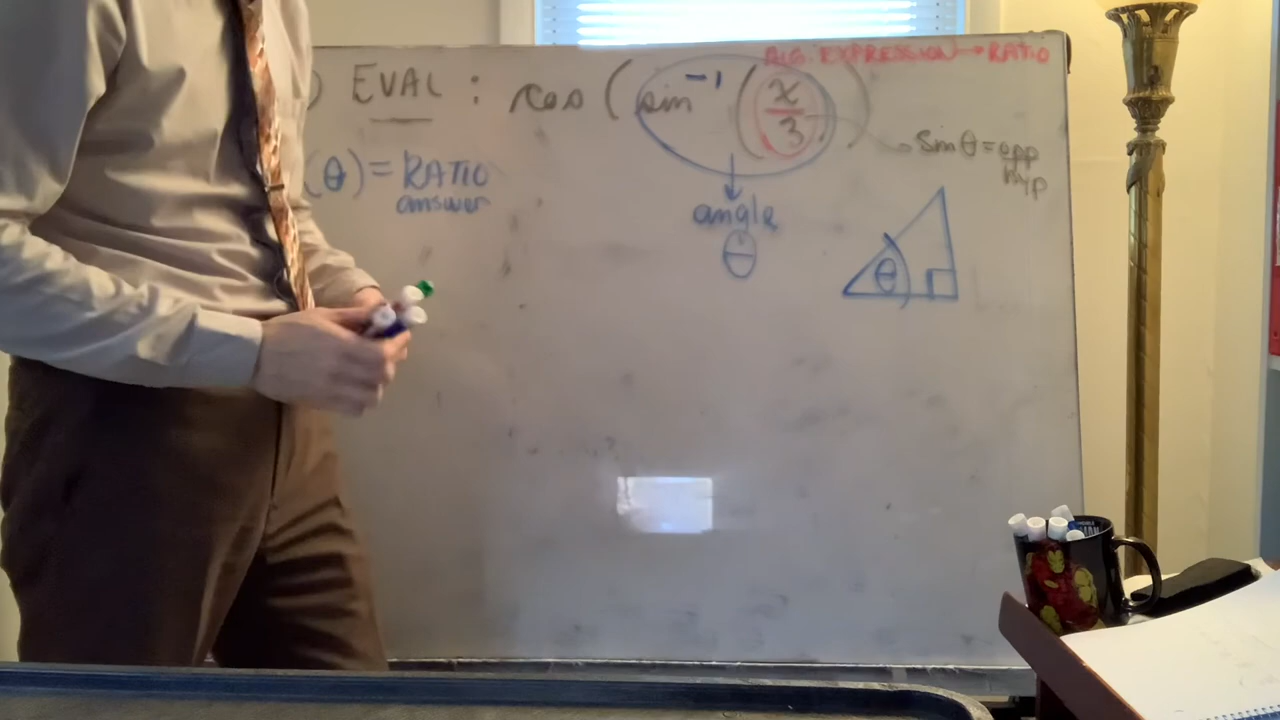 ALG. EXPRESSION → RATIO
) EVAL : cos (sin⁻¹ (x/3))
sin θ = opp
hyp
(θ) = RATIO
answer
angle
θ
θ